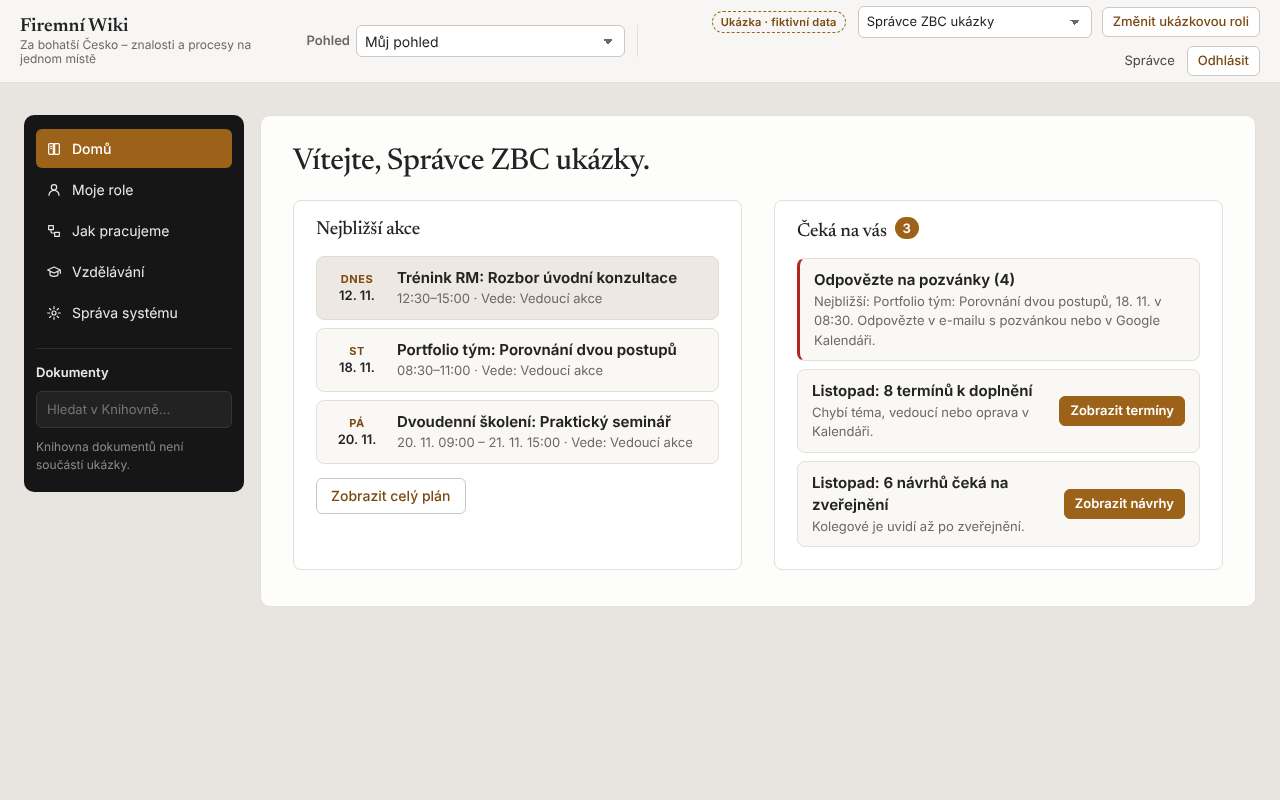 Firemní Wiki
Za bohatší Česko – znalosti a procesy na
jednom místě
Pohled
Můj pohled
Ukázka · fiktivní data
Správce ZBC ukázky
Změnit ukázkovou roli
Správce
Odhlásit
Domů
Moje role
Jak pracujeme
Vzdělávání
Správa systému
Dokumenty
Hledat v Knihovně...
Knihovna dokumentů není
součástí ukázky.
Vítejte, Správce ZBC ukázky.
Nejbližší akce
DNES
12. 11.
Trénink RM: Rozbor úvodní konzultace
12:30–15:00 · Vede: Vedoucí akce
ST
18. 11.
Portfolio tým: Porovnání dvou postupů
08:30–11:00 · Vede: Vedoucí akce
PÁ
20. 11.
Dvoudenní školení: Praktický seminář
20. 11. 09:00 – 21. 11. 15:00 · Vede: Vedoucí akce
Zobrazit celý plán
Čeká na vás 3
Odpovězte na pozvánky (4)
Nejbližší: Portfolio tým: Porovnání dvou postupů, 18. 11. v
08:30. Odpovězte v e-mailu s pozvánkou nebo v Google
Kalendáři.
Listopad: 8 termínů k doplnění
Chybí téma, vedoucí nebo oprava v
Kalendáři.
Zobrazit termíny
Listopad: 6 návrhů čeká na
zveřejnění
Kolegové je uvidí až po zveřejnění.
Zobrazit návrhy